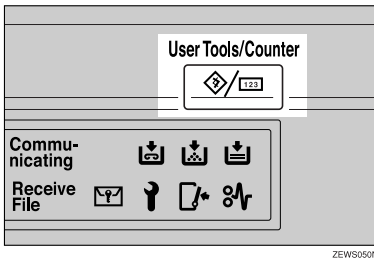 User Tools/Counter
123
Commu-
nicating
Receive
File
ZEWS050N